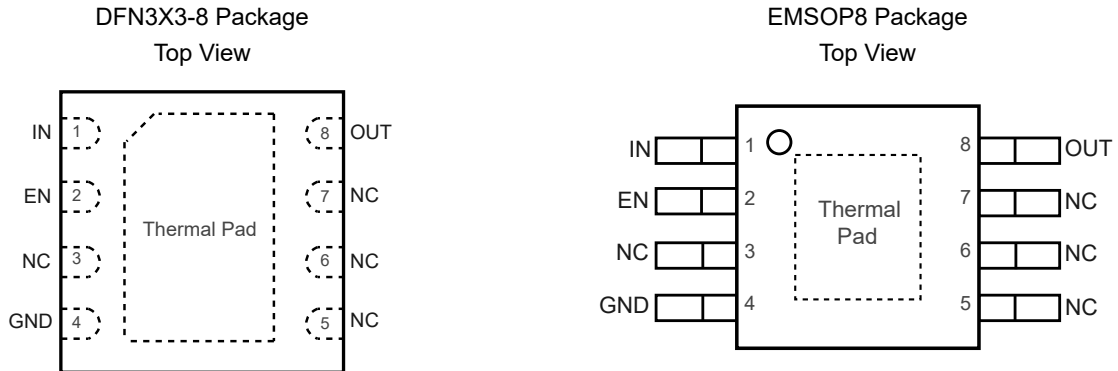 DFN3X3-8 Package
Top View
IN 1 8 OUT
EN 2 7 NC
Thermal Pad
NC 3 6 NC
GND 4 5 NC
EMSOP8 Package
Top View
IN 1 8 OUT
EN 2 7 NC
Thermal
Pad
NC 3 6 NC
GND 4 5 NC